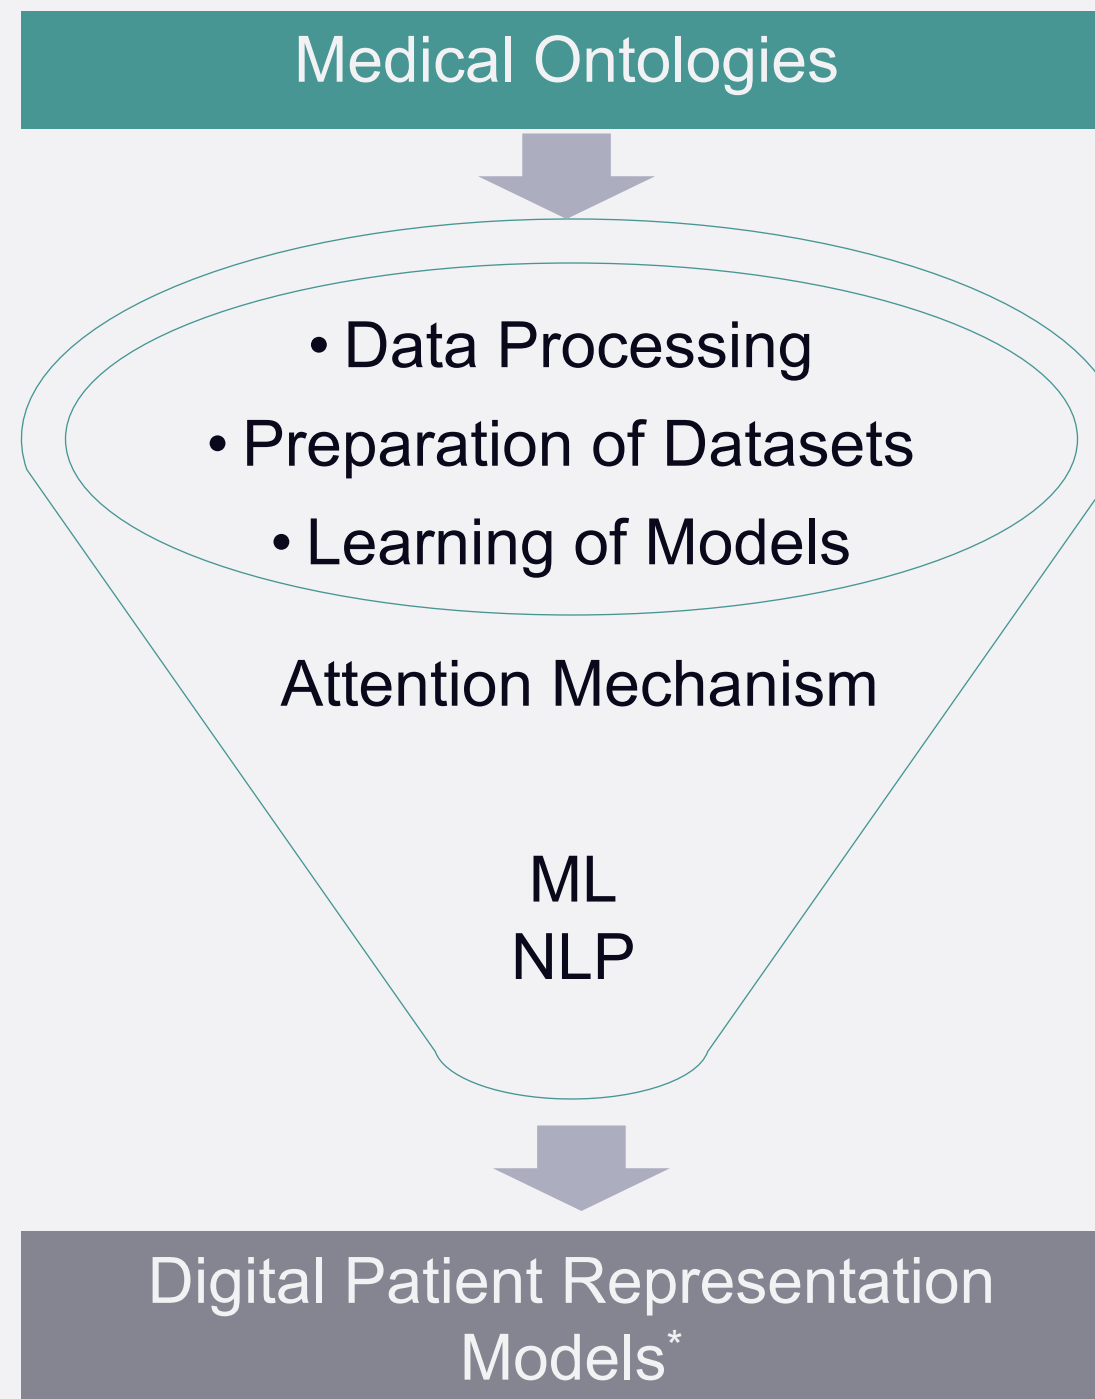 Medical Ontologies
• Data Processing
• Preparation of Datasets
• Learning of Models
Attention Mechanism
ML
NLP
Digital Patient Representation
Models*